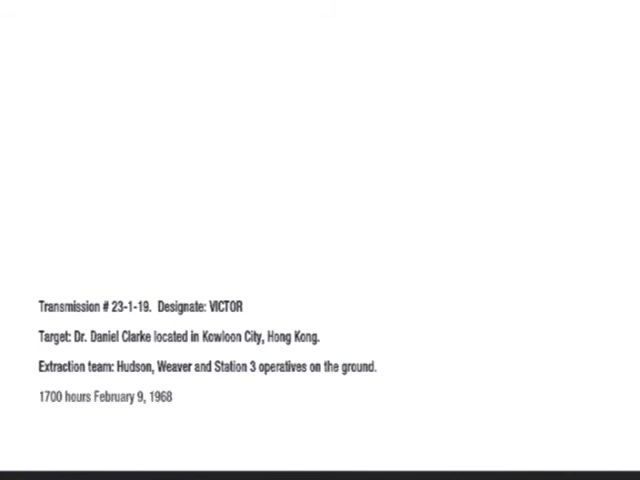 Transmission # 23-1-19.  Designate: VICTOR
Target: Dr. Daniel Clarke located in Kowloon City, Hong Kong.
Extraction team: Hudson, Weaver and Station 3 operatives on the ground.
1700 hours February 9, 1968